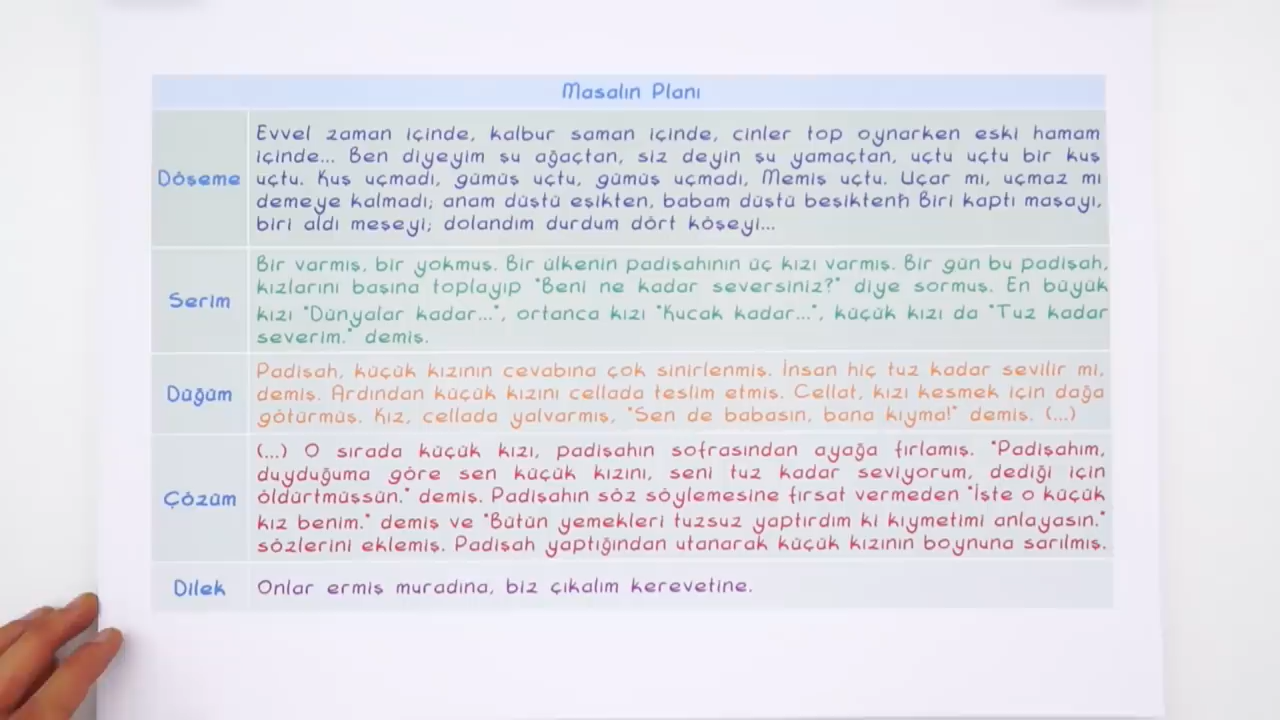 Masalın Planı
Döşeme
Evvel zaman içinde, kalbur saman içinde, cinler top oynarken eski hamam
içinde... Ben diyeyim şu ağaçtan, siz deyin şu yamaçtan, uçtu uçtu bir kuş
uçtu. Kuş uçmadı, gümüş uçtu, gümüş uçmadı, Memiş uçtu. Uçar mı, uçmaz mı
demeye kalmadı; anam düştü eşikten, babam düştü beşikten... Biri kaptı maşayı,
biri aldı meşeyi; dolandım durdum dört köşeyi...
Serim
Bir varmış, bir yokmuş. Bir ülkenin padişahının üç kızı varmış. Bir gün bu padişah,
kızlarını başına toplayıp "Beni ne kadar seversiniz?" diye sormuş. En büyük
kızı "Dünyalar kadar...", ortanca kızı "Kucak kadar...", küçük kızı da "Tuz kadar
severim." demiş.
Düğüm
Padişah, küçük kızının cevabına çok sinirlenmiş. İnsan hiç tuz kadar sevilir mi,
demiş. Ardından küçük kızını cellada teslim etmiş. Cellat, kızı kesmek için dağa
götürmüş. Kız, cellada yalvarmış, "Sen de babasın, bana kıyma!" demiş. (...)
Çözüm
(...) O sırada küçük kızı, padişahın sofrasından ayağa fırlamış. "Padişahım,
duyduğuma göre sen küçük kızını, seni tuz kadar seviyorum, dediği için
öldürtmüşsün." demiş. Padişahın söz söylemesine fırsat vermeden "İşte o küçük
kız benim." demiş ve "Bütün yemekleri tuzsuz yaptırdım ki kıymetimi anlayasın."
sözlerini eklemiş. Padişah yaptığından utanarak küçük kızının boynuna sarılmış.
Dilek
Onlar ermiş muradına, biz çıkalım kerevetine.